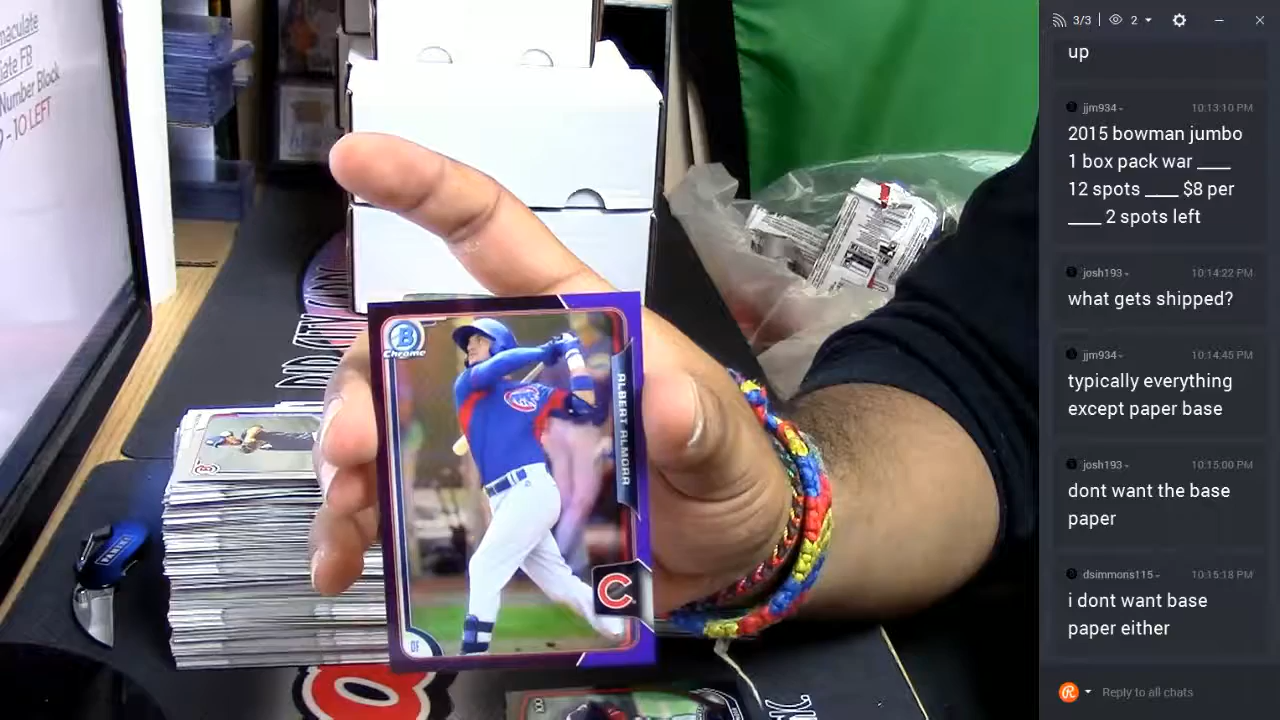 maculate
Gate FB
Number Block
- 10 LEFT
B
Chrome
ALBERT ALMORA
C
OF
PANINI
3/3
2
up
jjm934
10:13:10 PM
2015 bowman jumbo
1 box pack war ____
12 spots ____ $8 per
____ 2 spots left
josh193
10:14:22 PM
what gets shipped?
jjm934
10:14:45 PM
typically everything
except paper base
josh193
10:15:00 PM
dont want the base
paper
dsimmons115
10:15:18 PM
i dont want base
paper either
Reply to all chats